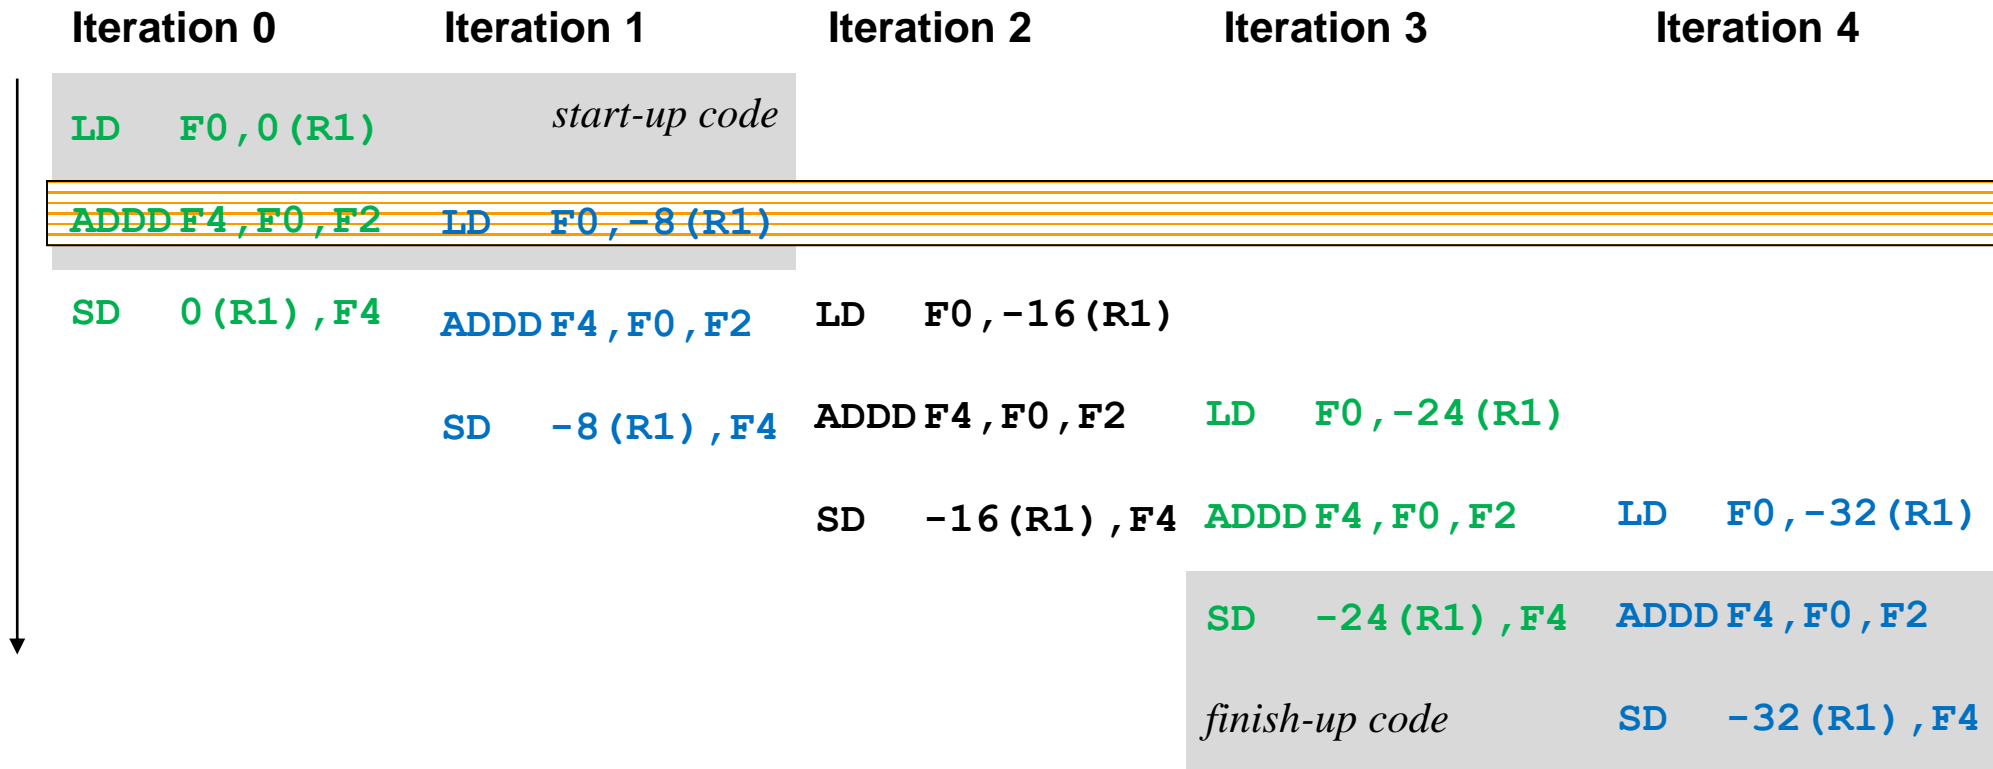 Iteration 0 Iteration 1 Iteration 2 Iteration 3 Iteration 4
LD F0,0(R1) start-up code
ADDD F4,F0,F2 LD F0,-8(R1)
SD 0(R1),F4 ADDD F4,F0,F2 LD F0,-16(R1)
SD -8(R1),F4 ADDD F4,F0,F2 LD F0,-24(R1)
SD -16(R1),F4 ADDD F4,F0,F2 LD F0,-32(R1)
SD -24(R1),F4 ADDD F4,F0,F2
finish-up code SD -32(R1),F4